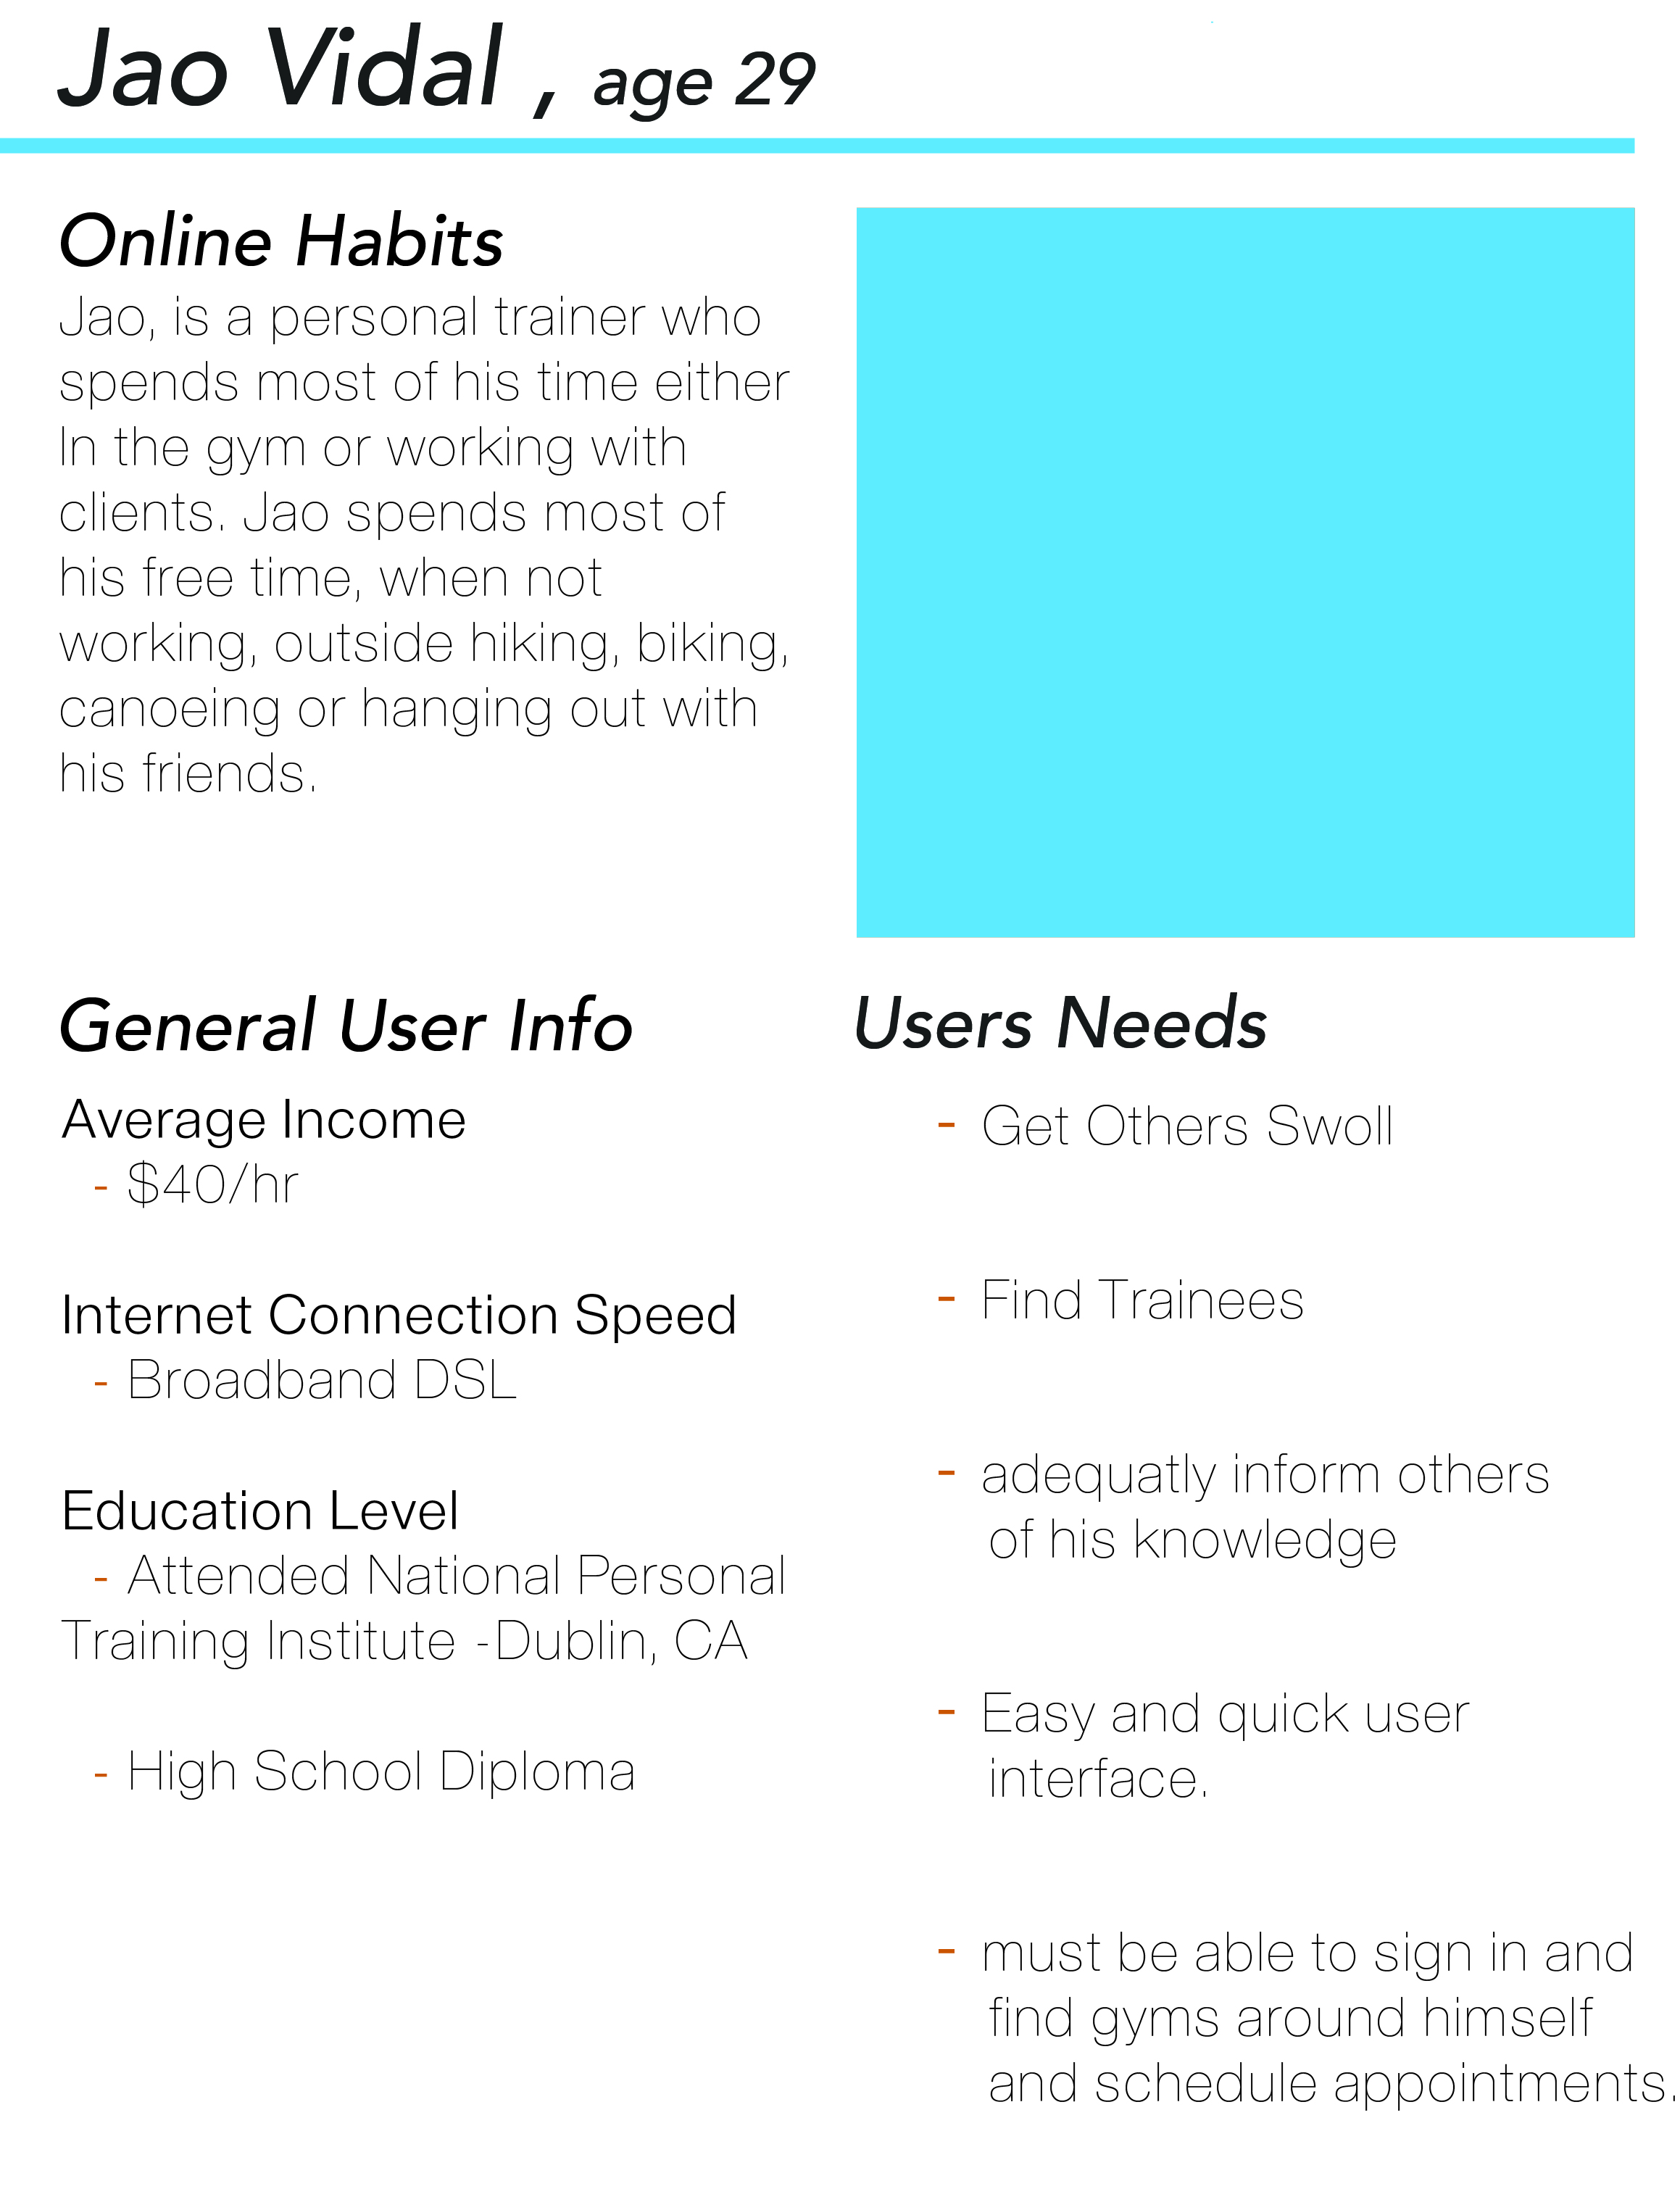 Jao Vidal , age 29
Online Habits
Jao, is a personal trainer who
spends most of his time either
In the gym or working with
clients. Jao spends most of
his free time, when not
working, outside hiking, biking,
canoeing or hanging out with
his friends.
General User Info
Average Income
- $40/hr
Internet Connection Speed
- Broadband DSL
Education Level
- Attended National Personal
Training Institute -Dublin, CA
- High School Diploma
Users Needs
- Get Others Swoll
- Find Trainees
- adequatly inform others
of his knowledge
- Easy and quick user
interface.
- must be able to sign in and
find gyms around himself
and schedule appointments.